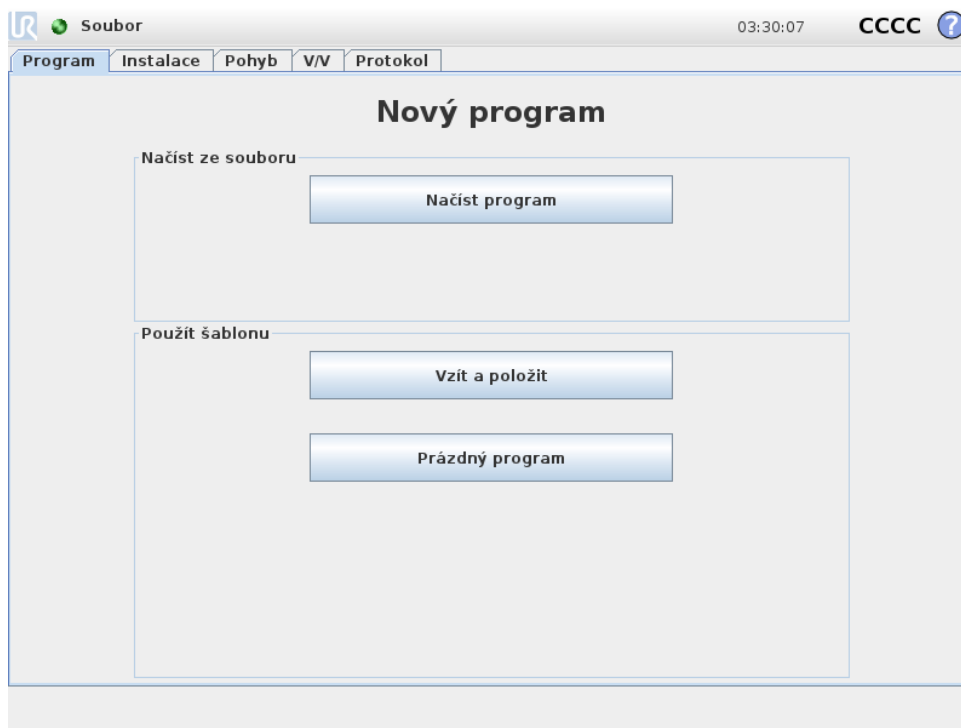 UR Soubor 03:30:07 CCCC ?
Program Instalace Pohyb V/V Protokol
Nový program
Načíst ze souboru
Načíst program
Použít šablonu
Vzít a položit
Prázdný program